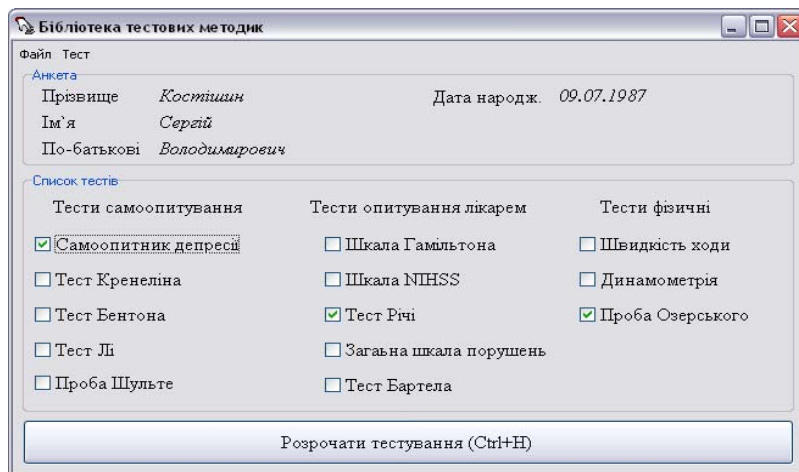 Бібліотека тестових методик
Файл Тест
Анкета
Прізвище Костішин Дата народж. 09.07.1987
Ім`я Сергій
По-батькові Володимирович
Список тестів
Тести самоопитування Тести опитування лікарем Тести фізичні
Самоопитник депресії Шкала Гамільтона Швидкість ходи
Тест Кренеліна Шкала NIHSS Динамометрія
Тест Бентона Тест Річі Проба Озерського
Тест Лі Загаьна шкала порушень
Проба Шульте Тест Бартела
Розрочати тестування (Ctrl+H)